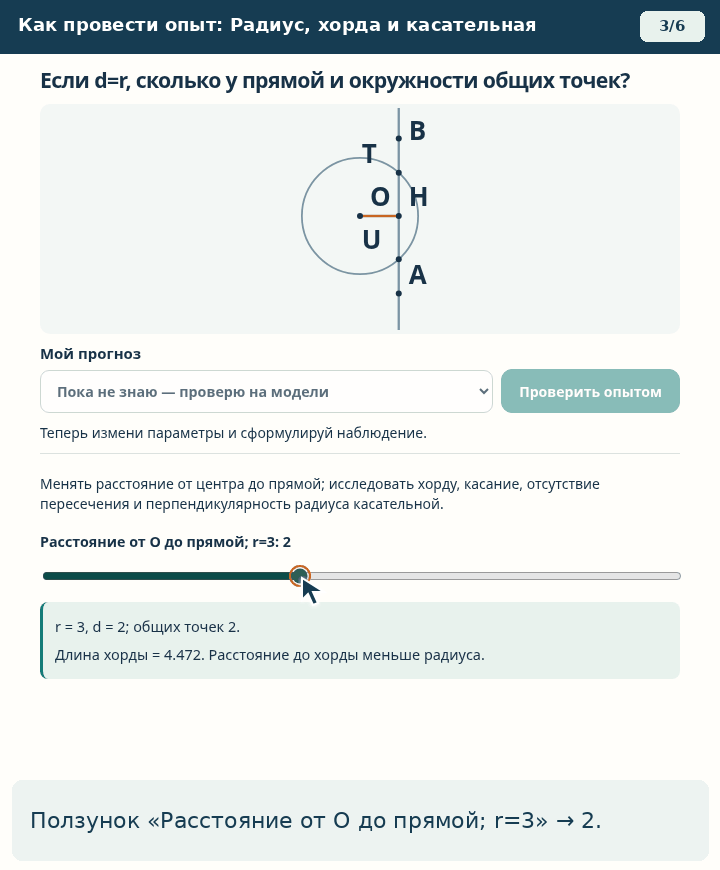 Как провести опыт: Радиус, хорда и касательная
3/6
Если d=r, сколько у прямой и окружности общих точек?
B
T
O
H
U
A
Мой прогноз
Пока не знаю — проверю на модели
Проверить опытом
Теперь измени параметры и сформулируй наблюдение.
Менять расстояние от центра до прямой; исследовать хорду, касание, отсутствие
пересечения и перпендикулярность радиуса касательной.
Расстояние от O до прямой; r=3: 2
r = 3, d = 2; общих точек 2.
Длина хорды = 4.472. Расстояние до хорды меньше радиуса.
Ползунок «Расстояние от O до прямой; r=3» → 2.